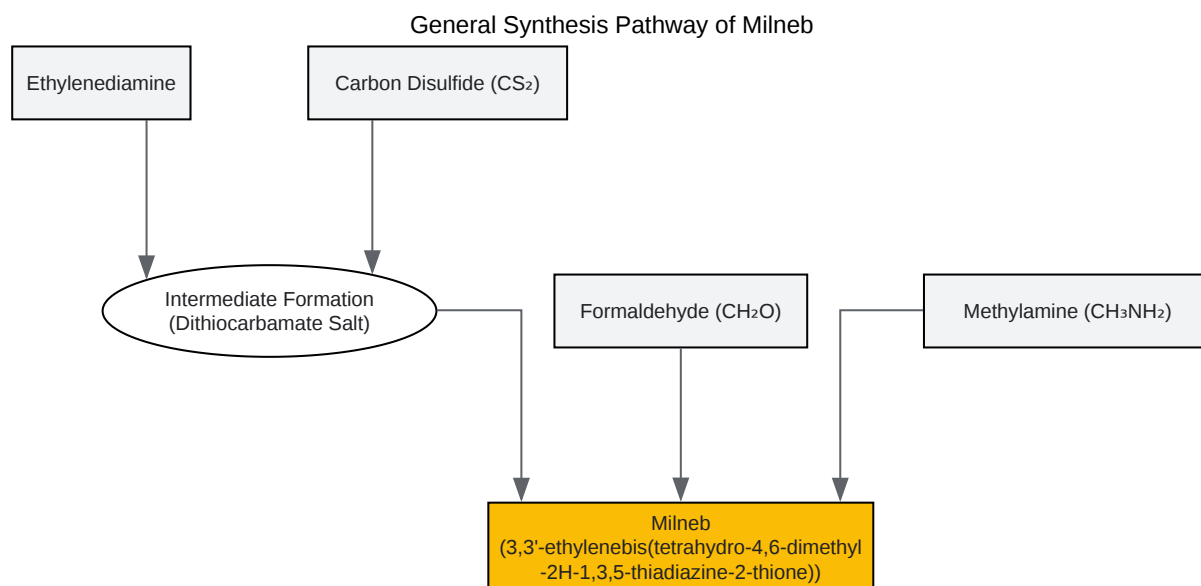 General Synthesis Pathway of Milneb
Ethylenediamine
Carbon Disulfide (CS₂)
Intermediate Formation
(Dithiocarbamate Salt)
Formaldehyde (CH₂O)
Methylamine (CH₃NH₂)
Milneb
(3,3'-ethylenebis(tetrahydro-4,6-dimethyl
-2H-1,3,5-thiadiazine-2-thione))